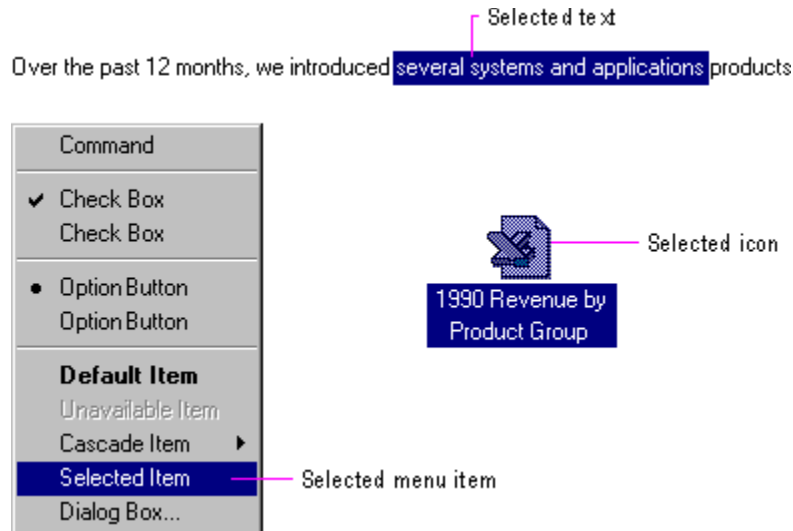 Selected text
Over the past 12 months, we introduced several systems and applications products
Command
Check Box
Check Box
Option Button
Option Button
Default Item
Unavailable Item
Cascade Item
Selected Item
Dialog Box...
Selected menu item
Selected icon
1990 Revenue by
Product Group